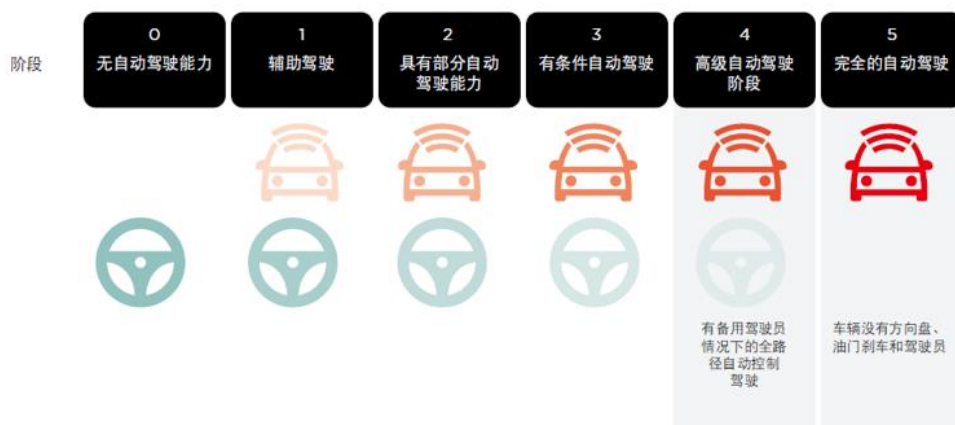 阶段
0
无自动驾驶能力
1
辅助驾驶
2
具有部分自动
驾驶能力
3
有条件自动驾驶
4
高级自动驾驶
阶段
5
完全的自动驾驶
有备用驾驶员
情况下的全路
径自动控制
驾驶
车辆没有方向盘、
油门刹车和驾驶员